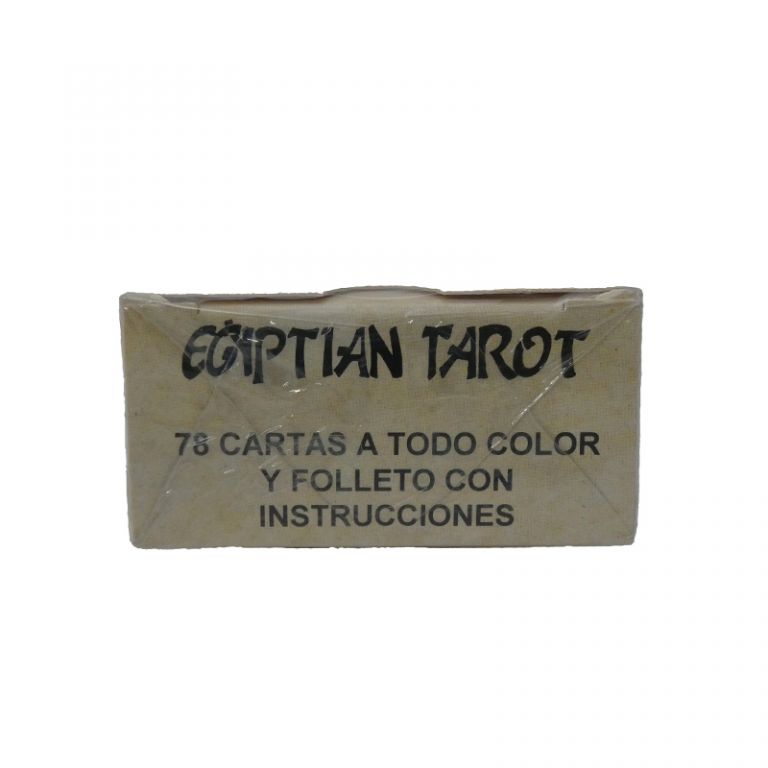 EGIPTIAN TAROT
78 CARTAS A TODO COLOR
Y FOLLETO CON
INSTRUCCIONES